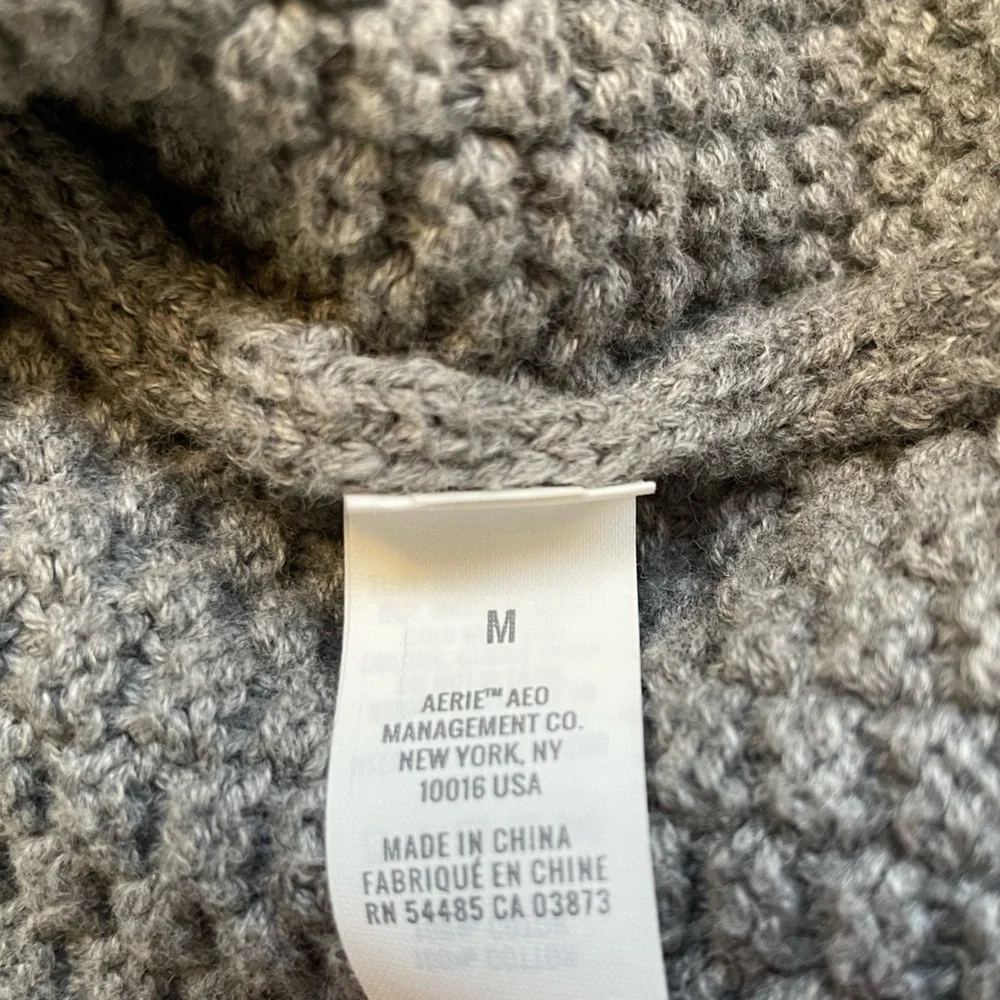 M
AERIE™ AEO
MANAGEMENT CO.
NEW YORK, NY
10016 USA
MADE IN CHINA
FABRIQUÉ EN CHINE
RN 54485 CA 03873